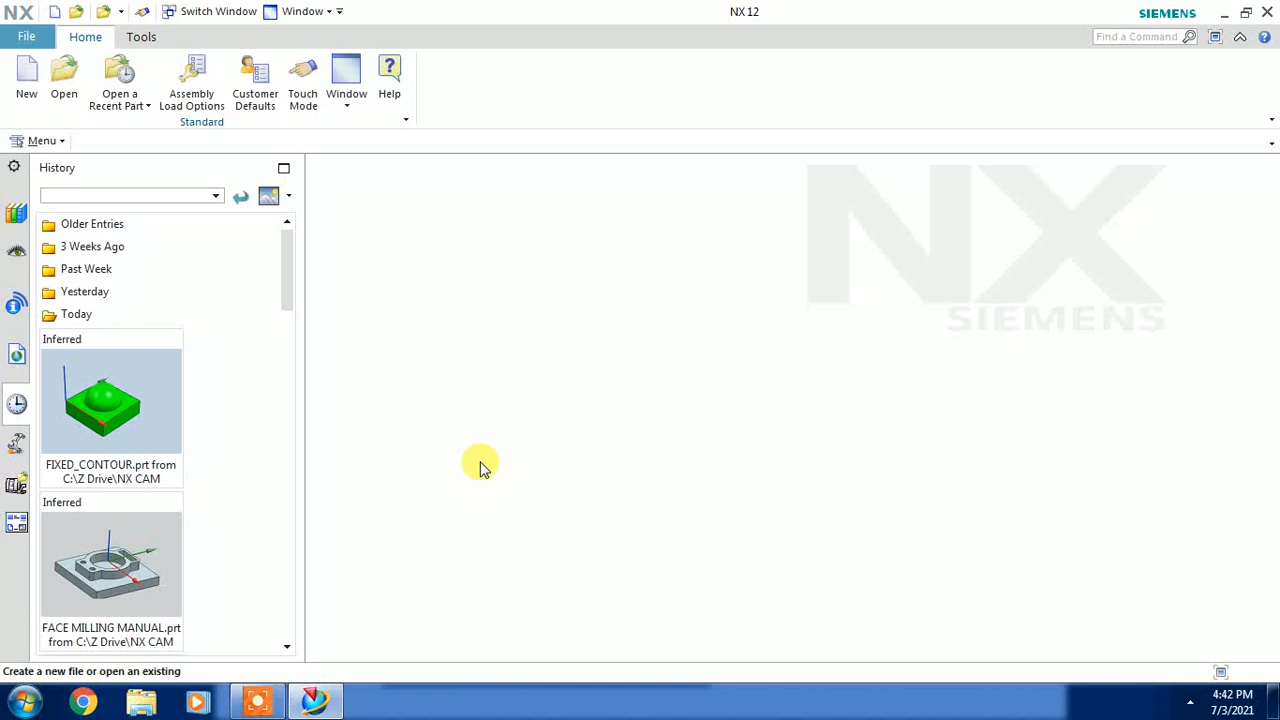 NX
Switch Window
Window
NX 12
SIEMENS
File
Home
Tools
Find a Command
New
Open
Open a
Recent Part
Assembly
Load Options
Customer
Defaults
Touch
Mode
Window
Help
Standard
Menu
History
Older Entries
3 Weeks Ago
Past Week
Yesterday
Today
Inferred
FIXED_CONTOUR.prt from
C:\Z Drive\NX CAM
Inferred
FACE MILLING MANUAL.prt
from C:\Z Drive\NX CAM
NX
SIEMENS
Create a new file or open an existing
4:42 PM
7/3/2021